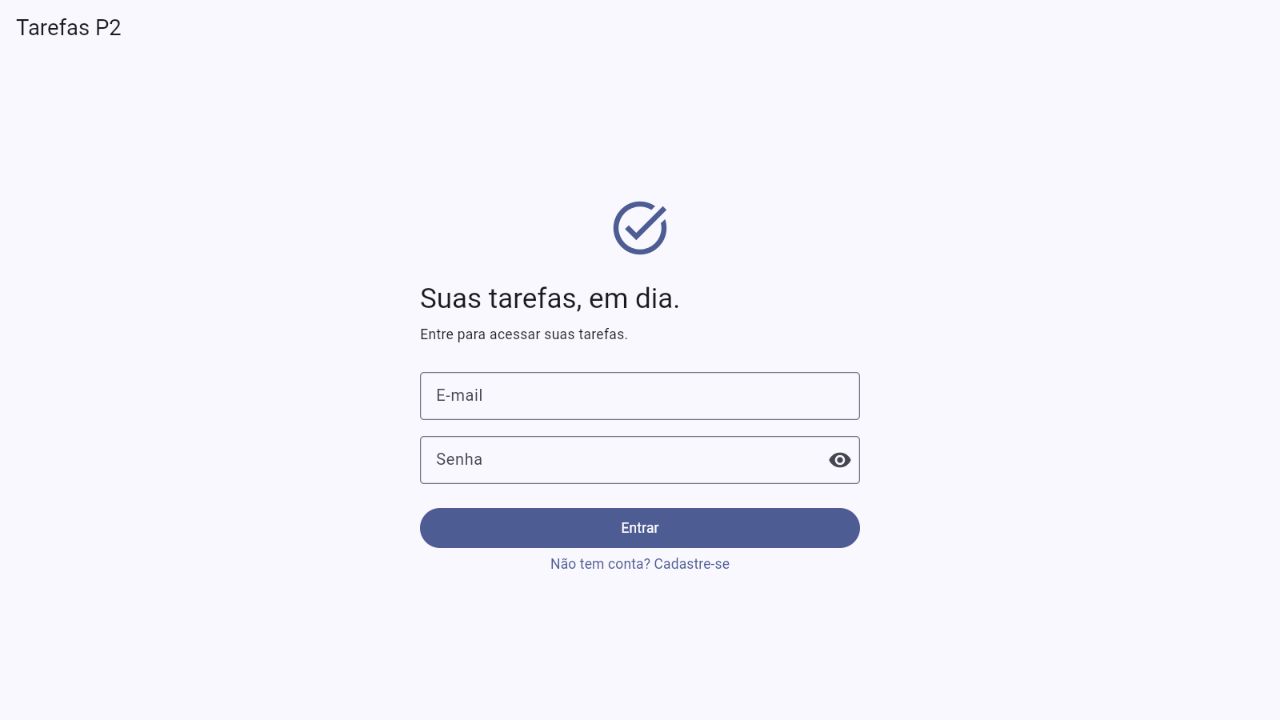 Tarefas P2
Suas tarefas, em dia.
Entre para acessar suas tarefas.
E-mail
Senha
Entrar
Não tem conta? Cadastre-se